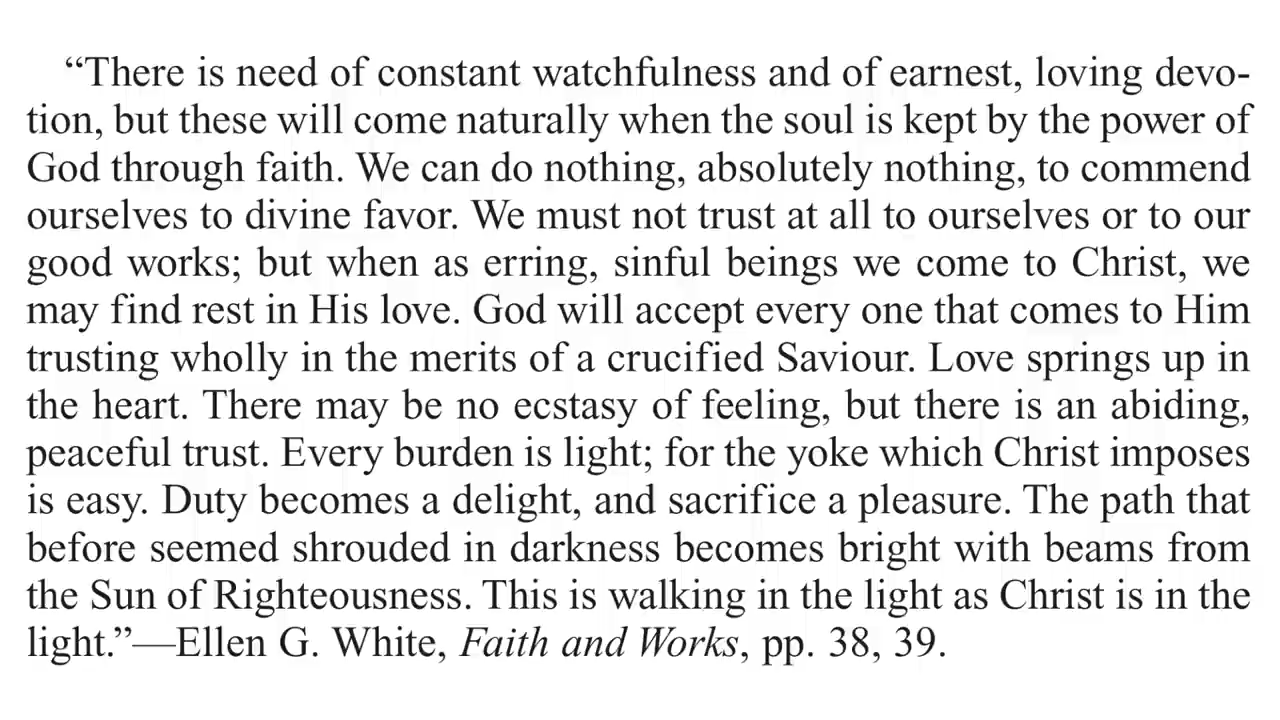 “There is need of constant watchfulness and of earnest, loving devo-
tion, but these will come naturally when the soul is kept by the power of
God through faith. We can do nothing, absolutely nothing, to commend
ourselves to divine favor. We must not trust at all to ourselves or to our
good works; but when as erring, sinful beings we come to Christ, we
may find rest in His love. God will accept every one that comes to Him
trusting wholly in the merits of a crucified Saviour. Love springs up in
the heart. There may be no ecstasy of feeling, but there is an abiding,
peaceful trust. Every burden is light; for the yoke which Christ imposes
is easy. Duty becomes a delight, and sacrifice a pleasure. The path that
before seemed shrouded in darkness becomes bright with beams from
the Sun of Righteousness. This is walking in the light as Christ is in the
light.”—Ellen G. White, Faith and Works, pp. 38, 39.